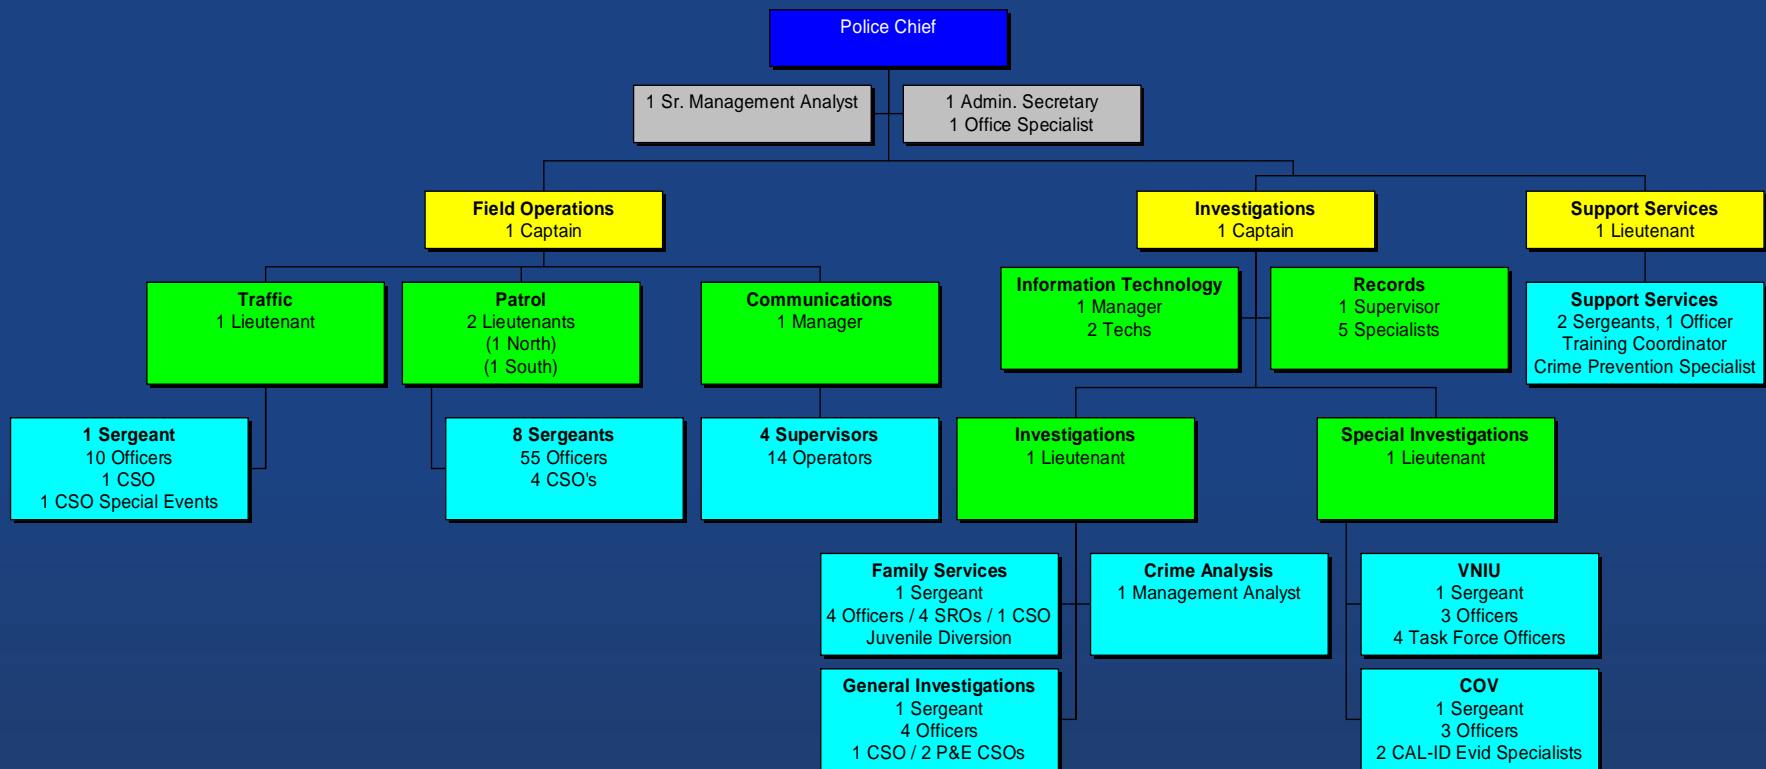 Police Chief
1 Sr. Management Analyst
1 Admin. Secretary
1 Office Specialist
Field Operations
1 Captain
Investigations
1 Captain
Support Services
1 Lieutenant
Traffic
1 Lieutenant
Patrol
2 Lieutenants
(1 North)
(1 South)
Communications
1 Manager
Information Technology
1 Manager
2 Techs
Records
1 Supervisor
5 Specialists
Support Services
2 Sergeants, 1 Officer
Training Coordinator
Crime Prevention Specialist
1 Sergeant
10 Officers
1 CSO
1 CSO Special Events
8 Sergeants
55 Officers
4 CSO's
4 Supervisors
14 Operators
Investigations
1 Lieutenant
Special Investigations
1 Lieutenant
Family Services
1 Sergeant
4 Officers / 4 SROs / 1 CSO
Juvenile Diversion
Crime Analysis
1 Management Analyst
VNIU
1 Sergeant
3 Officers
4 Task Force Officers
General Investigations
1 Sergeant
4 Officers
1 CSO / 2 P&E CSOs
COV
1 Sergeant
3 Officers
2 CAL-ID Evid Specialists